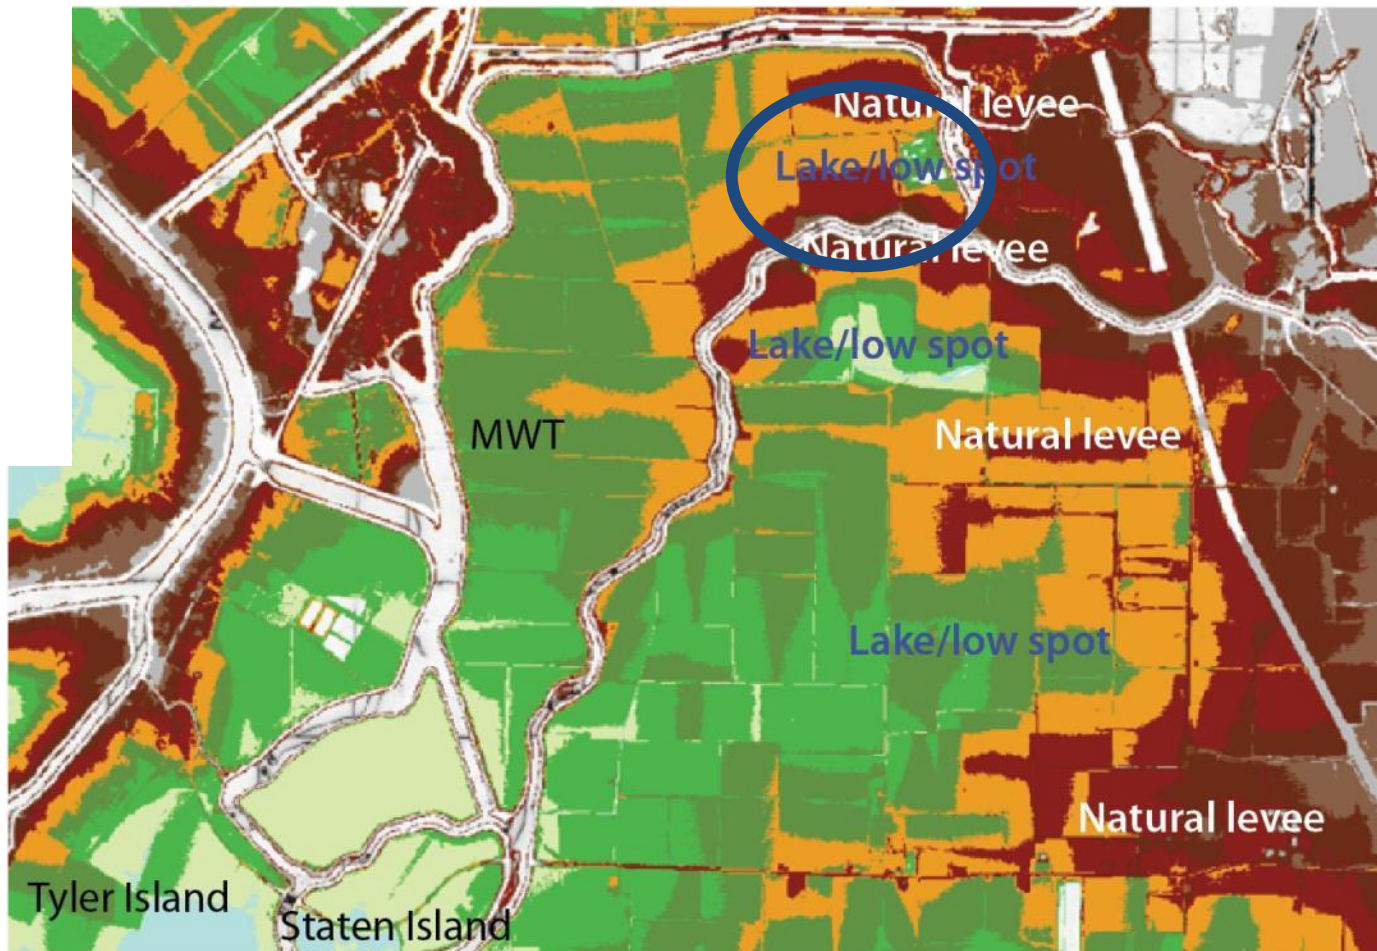 Natural levee
Lake/low spot
Natural levee
Lake/low spot
MWT
Natural levee
Lake/low spot
Natural levee
Tyler Island
Staten Island